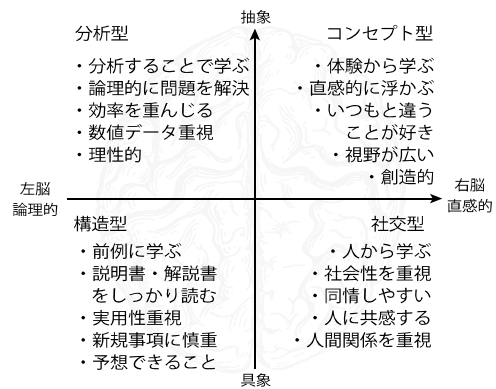 抽象
分析型
・分析することで学ぶ
・論理的に問題を解決
・効率を重んじる
・数値データ重視
・理性的
コンセプト型
・体験から学ぶ
・直感的に浮かぶ
・いつもと違う
ことが好き
・視野が広い
・創造的
左脳
論理的
右脳
直感的
構造型
・前例に学ぶ
・説明書・解説書
をしっかり読む
・実用性重視
・新規事項に慎重
・予想できること
社交型
・人から学ぶ
・社会性を重視
・同情しやすい
・人に共感する
・人間関係を重視
具象